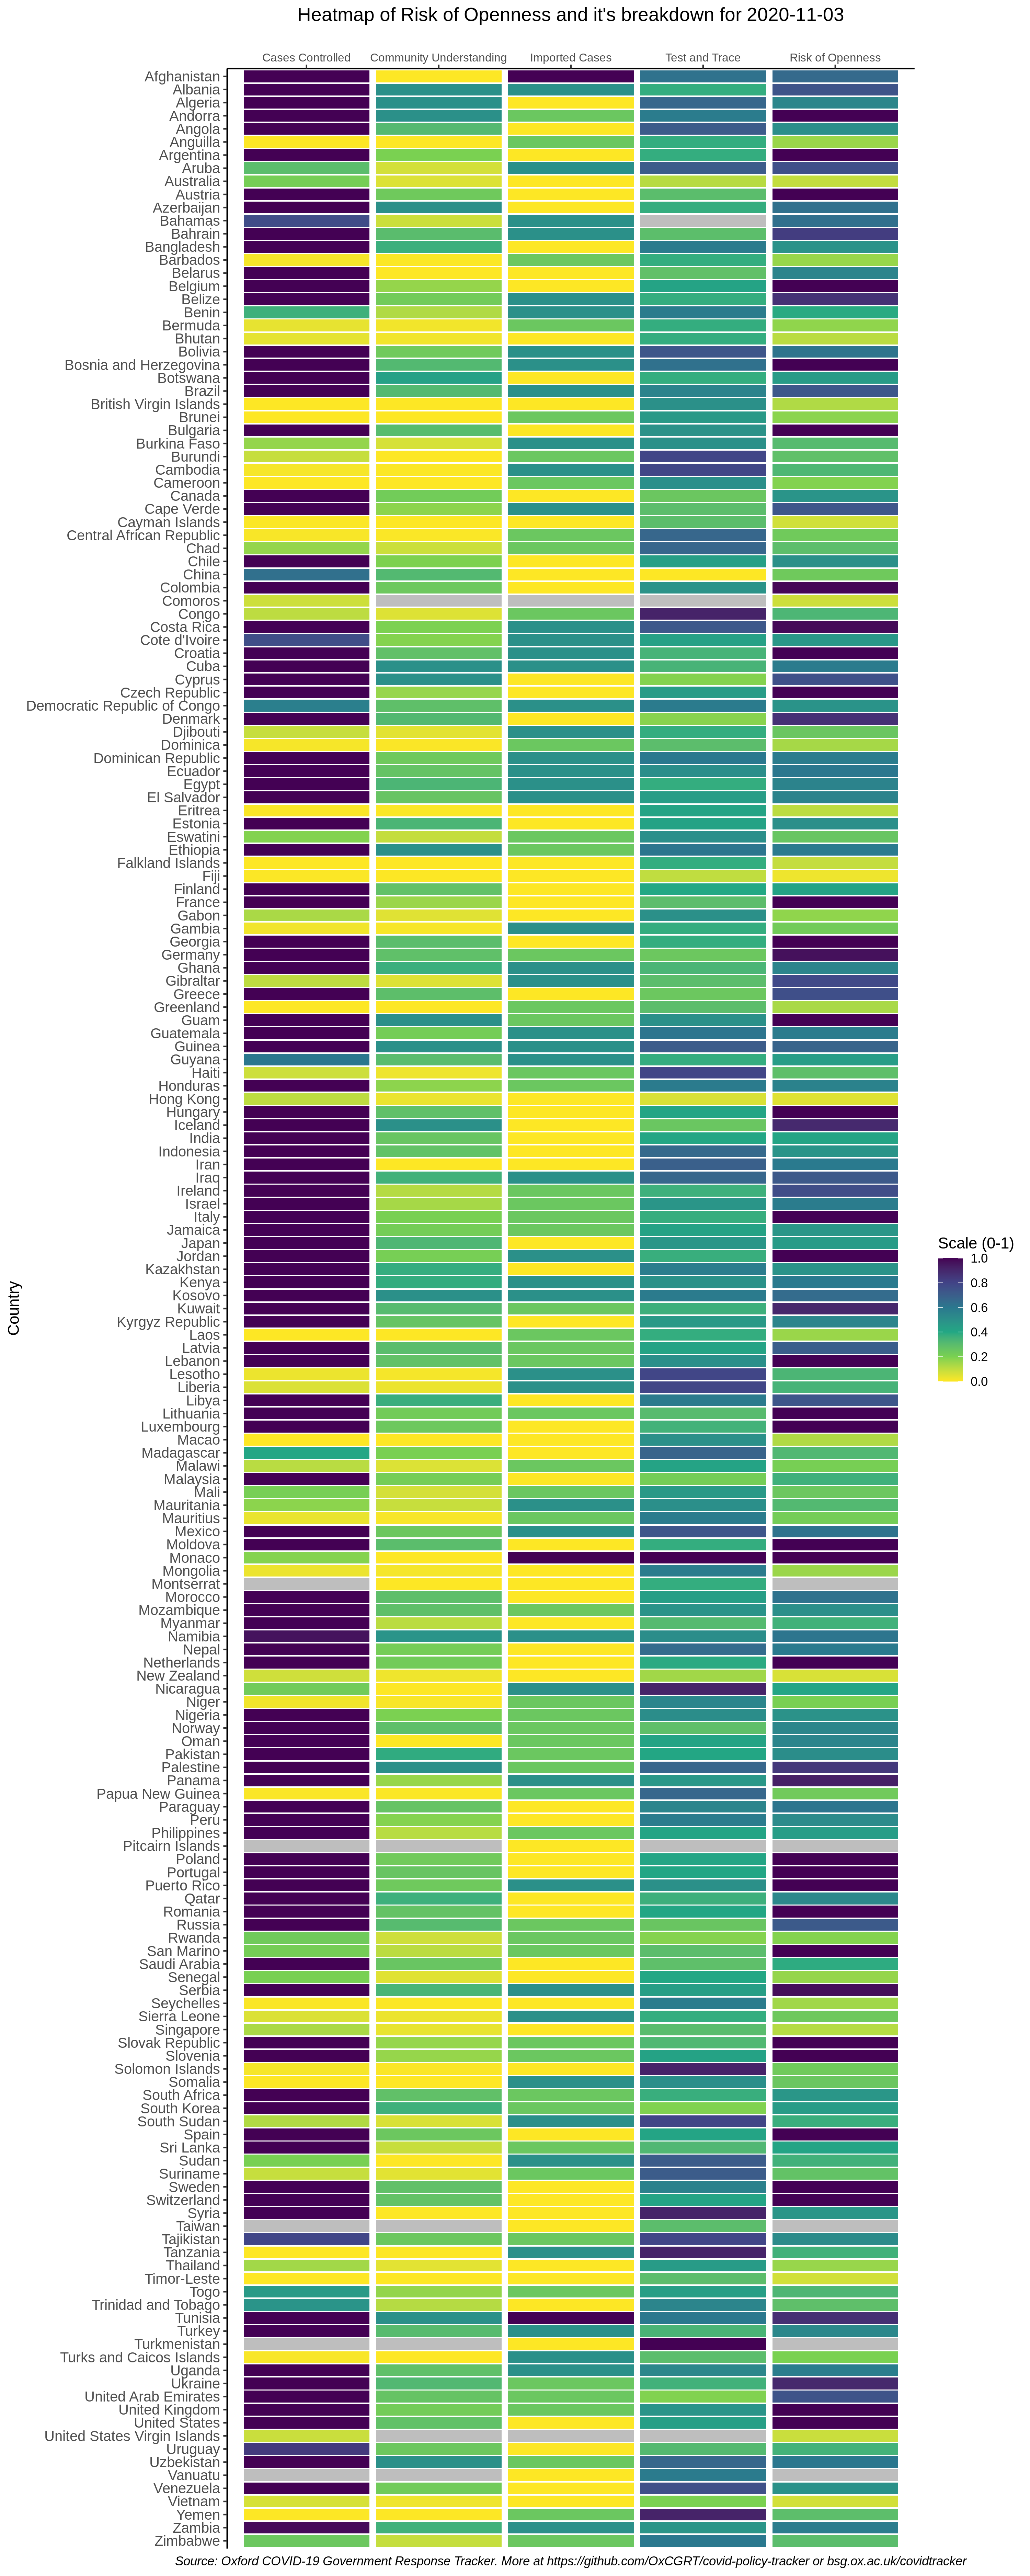 Heatmap of Risk of Openness and it's breakdown for 2020-11-03
Cases Controlled Community Understanding Imported Cases Test and Trace Risk of Openness
Afghanistan
Albania
Algeria
Andorra
Angola
Anguilla
Argentina
Aruba
Australia
Austria
Azerbaijan
Bahamas
Bahrain
Bangladesh
Barbados
Belarus
Belgium
Belize
Benin
Bermuda
Bhutan
Bolivia
Bosnia and Herzegovina
Botswana
Brazil
British Virgin Islands
Brunei
Bulgaria
Burkina Faso
Burundi
Cambodia
Cameroon
Canada
Cape Verde
Cayman Islands
Central African Republic
Chad
Chile
China
Colombia
Comoros
Congo
Costa Rica
Cote d'Ivoire
Croatia
Cuba
Cyprus
Czech Republic
Democratic Republic of Congo
Denmark
Djibouti
Dominica
Dominican Republic
Ecuador
Egypt
El Salvador
Eritrea
Estonia
Eswatini
Ethiopia
Falkland Islands
Fiji
Finland
France
Gabon
Gambia
Georgia
Germany
Ghana
Gibraltar
Greece
Greenland
Guam
Guatemala
Guinea
Guyana
Haiti
Honduras
Hong Kong
Hungary
Iceland
India
Indonesia
Iran
Iraq
Ireland
Israel
Italy
Jamaica
Japan
Jordan
Kazakhstan
Kenya
Kosovo
Kuwait
Kyrgyz Republic
Laos
Latvia
Lebanon
Lesotho
Liberia
Libya
Lithuania
Luxembourg
Macao
Madagascar
Malawi
Malaysia
Mali
Mauritania
Mauritius
Mexico
Moldova
Monaco
Mongolia
Montserrat
Morocco
Mozambique
Myanmar
Namibia
Nepal
Netherlands
New Zealand
Nicaragua
Niger
Nigeria
Norway
Oman
Pakistan
Palestine
Panama
Papua New Guinea
Paraguay
Peru
Philippines
Pitcairn Islands
Poland
Portugal
Puerto Rico
Qatar
Romania
Russia
Rwanda
San Marino
Saudi Arabia
Senegal
Serbia
Seychelles
Sierra Leone
Singapore
Slovak Republic
Slovenia
Solomon Islands
Somalia
South Africa
South Korea
South Sudan
Spain
Sri Lanka
Sudan
Suriname
Sweden
Switzerland
Syria
Taiwan
Tajikistan
Tanzania
Thailand
Timor-Leste
Togo
Trinidad and Tobago
Tunisia
Turkey
Turkmenistan
Turks and Caicos Islands
Uganda
Ukraine
United Arab Emirates
United Kingdom
United States
United States Virgin Islands
Uruguay
Uzbekistan
Vanuatu
Venezuela
Vietnam
Yemen
Zambia
Zimbabwe
Country
Scale (0-1)
1.0
0.8
0.6
0.4
0.2
0.0
Source: Oxford COVID-19 Government Response Tracker. More at https://github.com/OxCGRT/covid-policy-tracker or bsg.ox.ac.uk/covidtracker